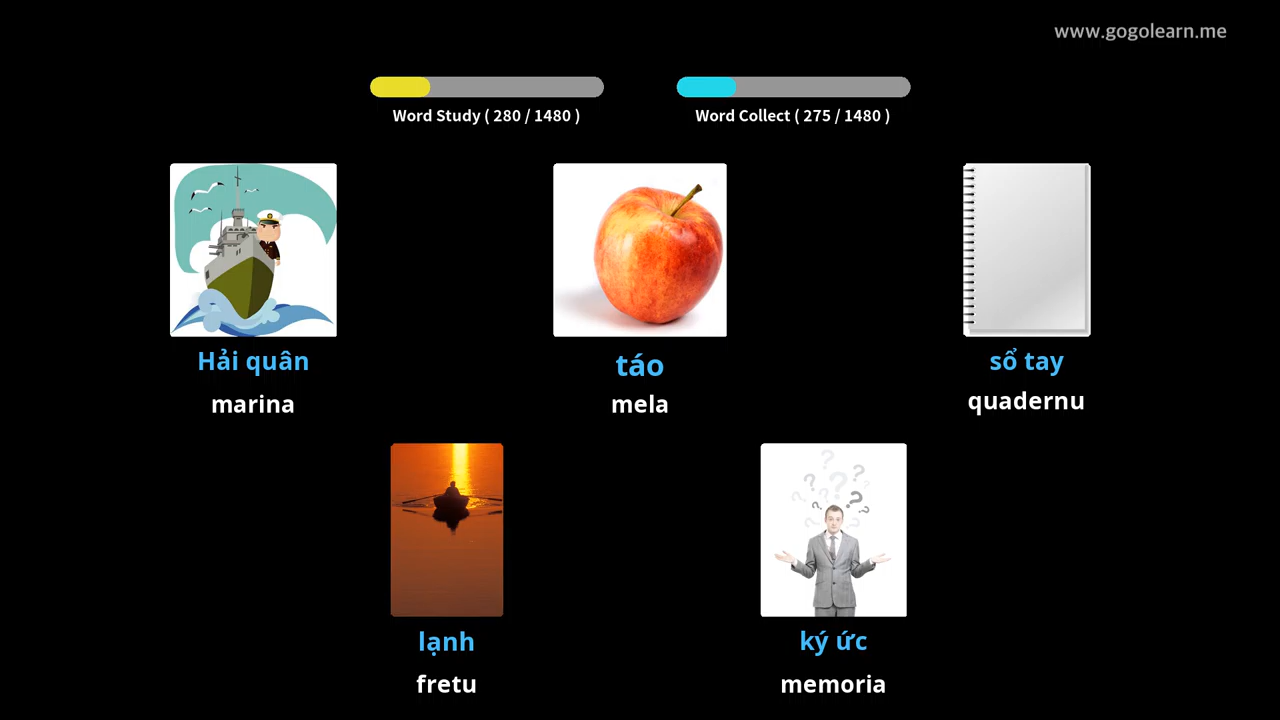 www.gogolearn.me
Word Study ( 280 / 1480 )
Word Collect ( 275 / 1480 )
Hải quân
marina
táo
mela
sổ tay
quadernu
lạnh
fretu
ký ức
memoria